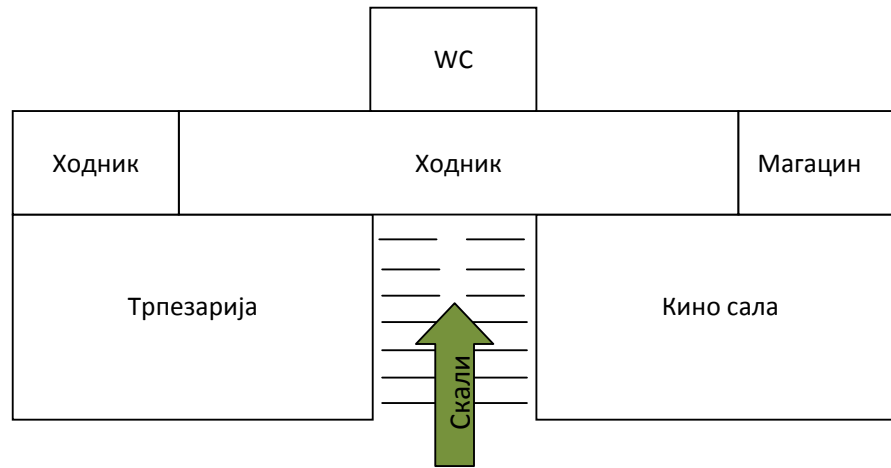 WC
Ходник
Ходник
Магацин
Трпезарија
Кино сала
Скали